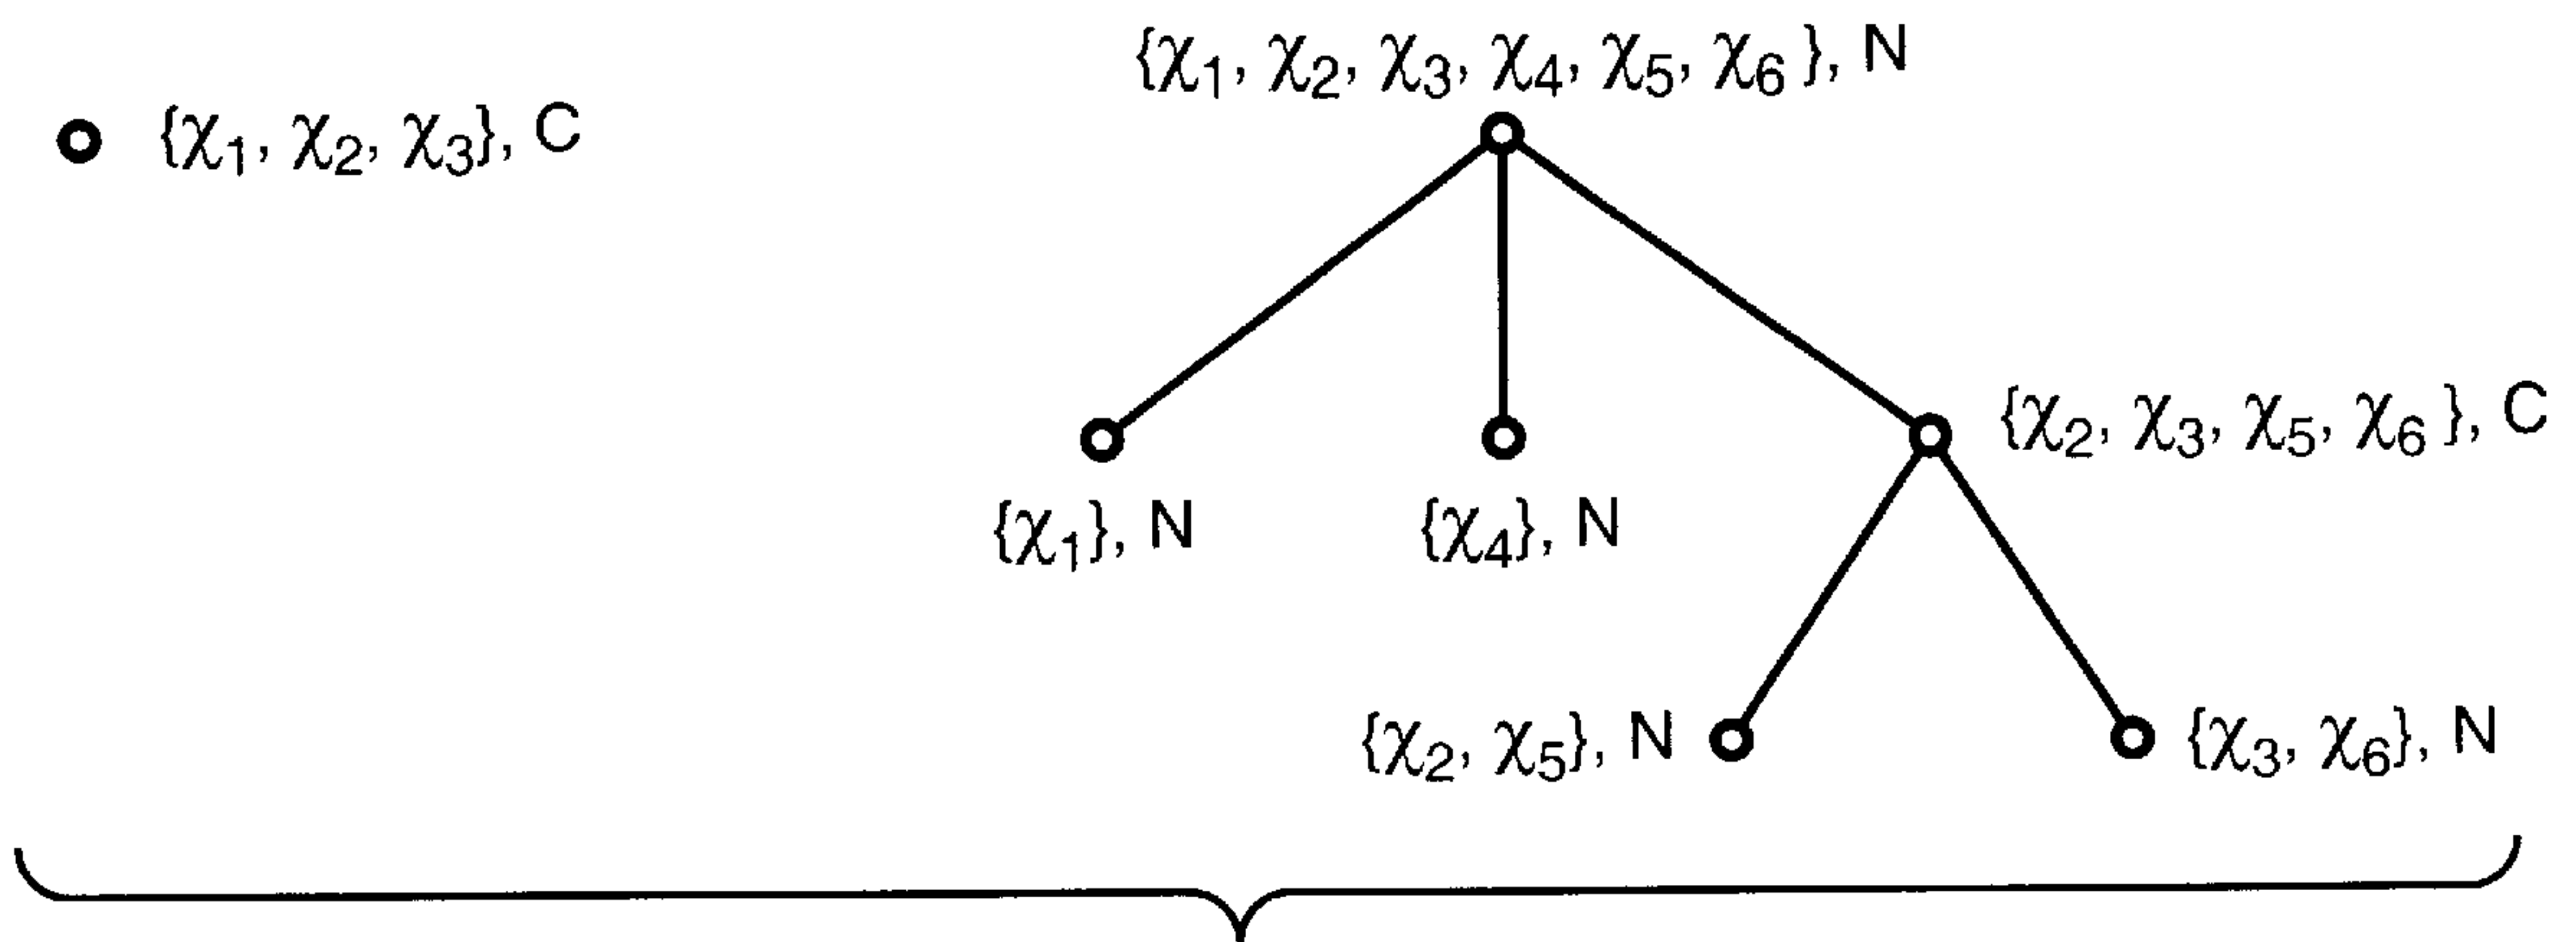 {χ₁, χ₂, χ₃, χ₄, χ₅, χ₆ }, N
{χ₁, χ₂, χ₃}, C
{χ₂, χ₃, χ₅, χ₆ }, C
{χ₁}, N
{χ₄}, N
{χ₂, χ₅}, N
{χ₃, χ₆}, N